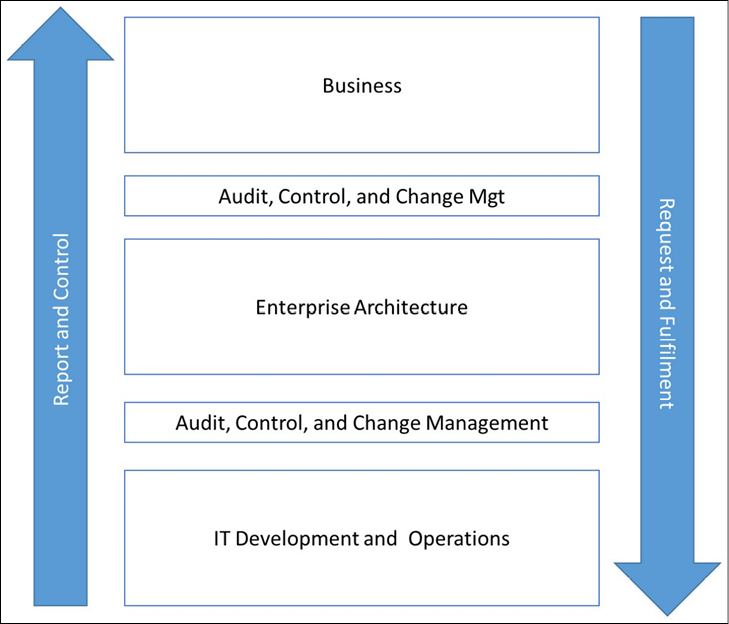 Business
Audit, Control, and Change Mgt
Enterprise Architecture
Audit, Control, and Change Management
IT Development and Operations
Report and Control
Request and Fulfilment